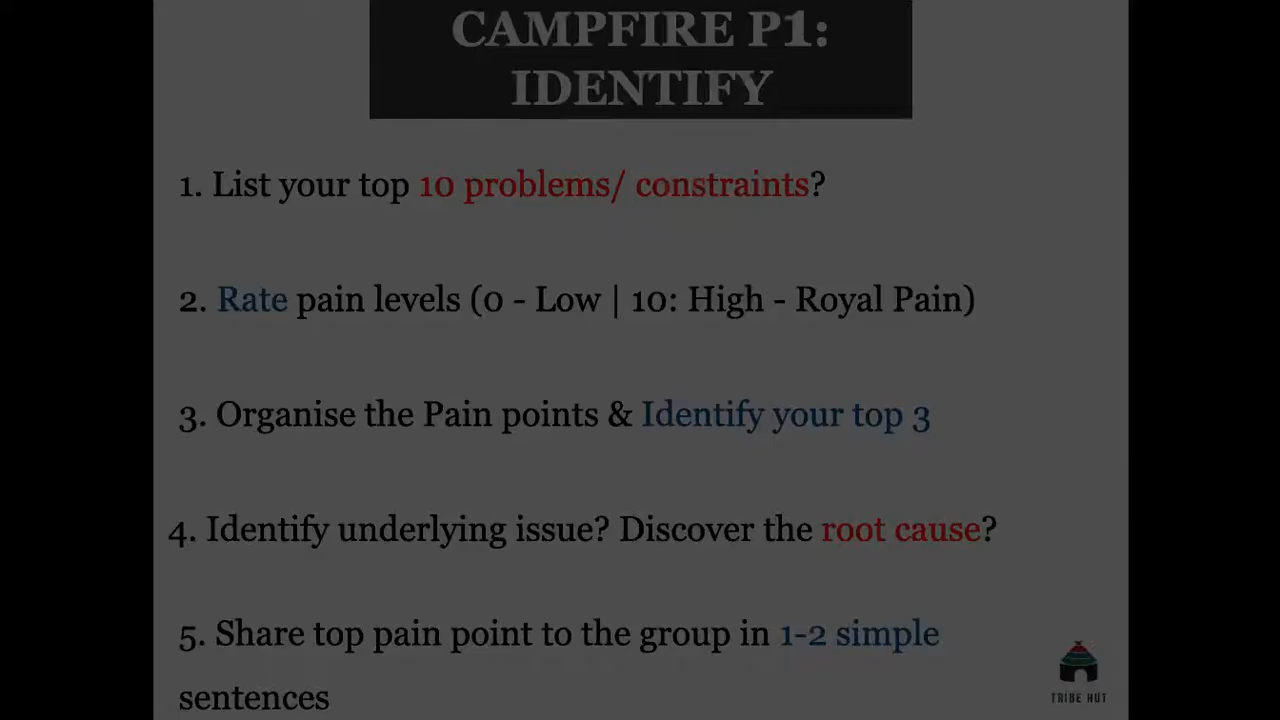 CAMPFIRE P1:
IDENTIFY
1. List your top 10 problems/ constraints?
2. Rate pain levels (0 - Low | 10: High - Royal Pain)
3. Organise the Pain points & Identify your top 3
4. Identify underlying issue? Discover the root cause?
5. Share top pain point to the group in 1-2 simple
sentences
TRIBE HUT